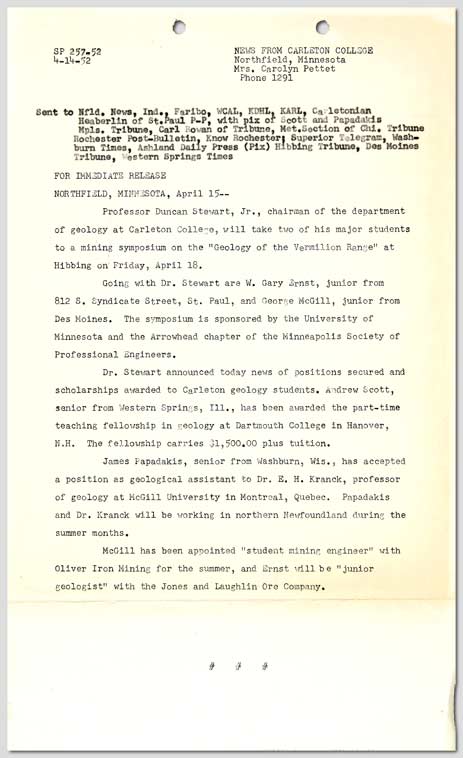 SP 257-52
4-14-52
NEWS FROM CARLETON COLLEGE
Northfield, Minnesota
Mrs. Carolyn Pettet
Phone 1291
Sent to Nfld. News, Ind., Faribo, WCAL, KDHL, KARL, Carletonian
Heaberlin of St.Paul P-P, with pix of Scott and Papadakis
Mpls. Tribune, Carl Rowan of Tribune, Met.Section of Chi. Tribune
Rochester Post-Bulletin, Know Rochester; Superior Telegram, Wash-
burn Times, Ashland Daily Press (Pix) Hibbing Tribune, Des Moines
Tribune, Western Springs Times
FOR IMMEDIATE RELEASE
NORTHFIELD, MINNESOTA, April 15--
Professor Duncan Stewart, Jr., chairman of the department
of geology at Carleton College, will take two of his major students
to a mining symposium on the "Geology of the Vermilion Range" at
Hibbing on Friday, April 18.
Going with Dr. Stewart are W. Gary Ernst, junior from
812 S. Syndicate Street, St. Paul, and George McGill, junior from
Des Moines. The symposium is sponsored by the University of
Minnesota and the Arrowhead chapter of the Minneapolis Society of
Professional Engineers.
Dr. Stewart announced today news of positions secured and
scholarships awarded to Carleton geology students. Andrew Scott,
senior from Western Springs, Ill., has been awarded the part-time
teaching fellowship in geology at Dartmouth College in Hanover,
N.H. The fellowship carries $1,500.00 plus tuition.
James Papadakis, senior from Washburn, Wis., has accepted
a position as geological assistant to Dr. E. H. Kranck, professor
of geology at McGill University in Montreal, Quebec. Papadakis
and Dr. Kranck will be working in northern Newfoundland during the
summer months.
McGill has been appointed "student mining engineer" with
Oliver Iron Mining for the summer, and Ernst will be "junior
geologist" with the Jones and Laughlin Ore Company.
# # #